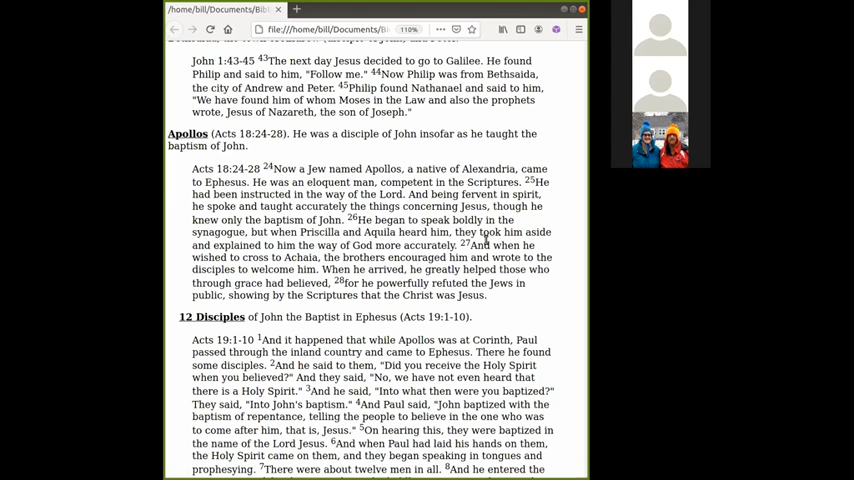 /home/bill/Documents/Bib
file:///home/bill/Documents/Bi
110%
John 1:43-45 43The next day Jesus decided to go to Galilee. He found
Philip and said to him, "Follow me." 44Now Philip was from Bethsaida,
the city of Andrew and Peter. 45Philip found Nathanael and said to him,
"We have found him of whom Moses in the Law and also the prophets
wrote, Jesus of Nazareth, the son of Joseph."
Apollos (Acts 18:24-28). He was a disciple of John insofar as he taught the
baptism of John.
Acts 18:24-28 24Now a Jew named Apollos, a native of Alexandria, came
to Ephesus. He was an eloquent man, competent in the Scriptures. 25He
had been instructed in the way of the Lord. And being fervent in spirit,
he spoke and taught accurately the things concerning Jesus, though he
knew only the baptism of John. 26He began to speak boldly in the
synagogue, but when Priscilla and Aquila heard him, they took him aside
and explained to him the way of God more accurately. 27And when he
wished to cross to Achaia, the brothers encouraged him and wrote to the
disciples to welcome him. When he arrived, he greatly helped those who
through grace had believed, 28for he powerfully refuted the Jews in
public, showing by the Scriptures that the Christ was Jesus.
12 Disciples of John the Baptist in Ephesus (Acts 19:1-10).
Acts 19:1-10 1And it happened that while Apollos was at Corinth, Paul
passed through the inland country and came to Ephesus. There he found
some disciples. 2And he said to them, "Did you receive the Holy Spirit
when you believed?" And they said, "No, we have not even heard that
there is a Holy Spirit." 3And he said, "Into what then were you baptized?"
They said, "Into John's baptism." 4And Paul said, "John baptized with the
baptism of repentance, telling the people to believe in the one who was
to come after him, that is, Jesus." 5On hearing this, they were baptized in
the name of the Lord Jesus. 6And when Paul had laid his hands on them,
the Holy Spirit came on them, and they began speaking in tongues and
prophesying. 7There were about twelve men in all. 8And he entered the